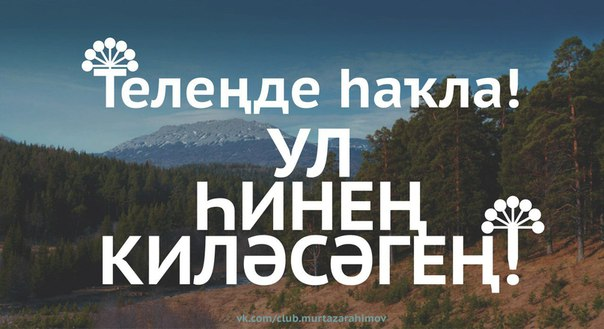 Телеңде һаҡла!
УЛ
ҺИНЕҢ
КИЛӘСӘГЕҢ!
vk.com/club.murtazarahimov